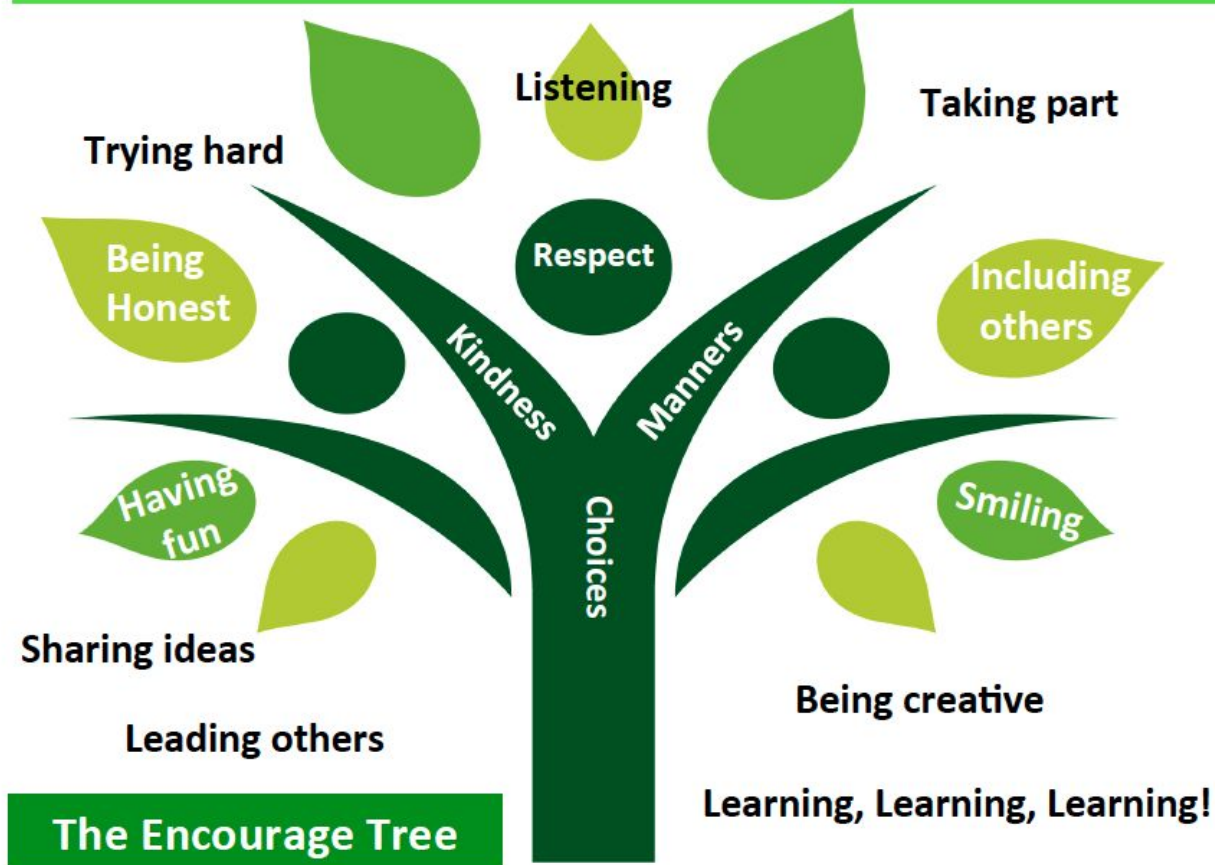 Listening
Taking part
Trying hard
Respect
Being
Honest
Including
others
Kindness
Manners
Having
fun
Smiling
Choices
Sharing ideas
Being creative
Leading others
Learning, Learning, Learning!
The Encourage Tree